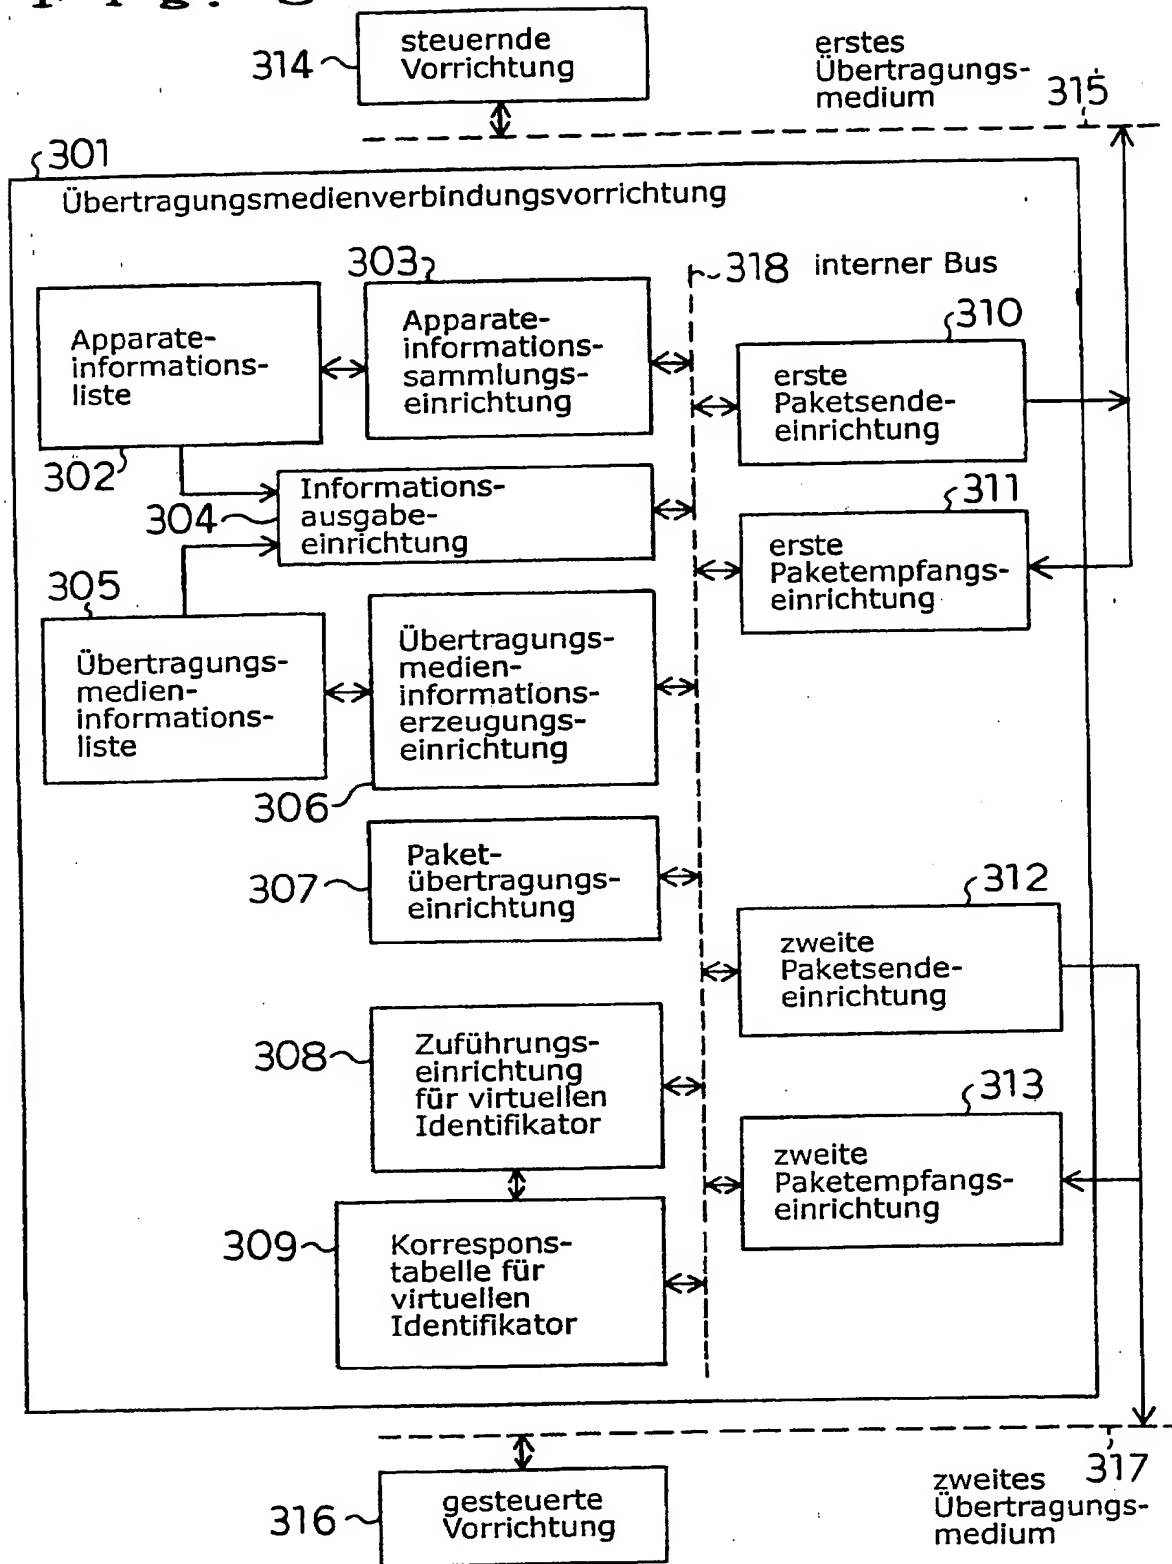 Fig. 3
314
steuernde
Vorrichtung
erstes
Übertragungs-
medium
315
301
Übertragungsmedienverbindungsvorrichtung
303
318 interner Bus
Apparate-
informations-
liste
302
Apparate-
informations-
sammlungs-
einrichtung
310
erste
Paketsende-
einrichtung
304
Informations-
ausgabe-
einrichtung
311
erste
Paketempfangs-
einrichtung
305
Übertragungs-
medien-
informations-
liste
Übertragungs-
medien-
informations-
erzeugungs-
einrichtung
306
307
Paket-
übertragungs-
einrichtung
312
zweite
Paketsende-
einrichtung
308
Zuführungs-
einrichtung
für virtuellen
Identifikator
313
zweite
Paketempfangs-
einrichtung
309
Korrespons-
tabelle für
virtuellen
Identifikator
316
gesteuerte
Vorrichtung
zweites
Übertragungs-
medium
317